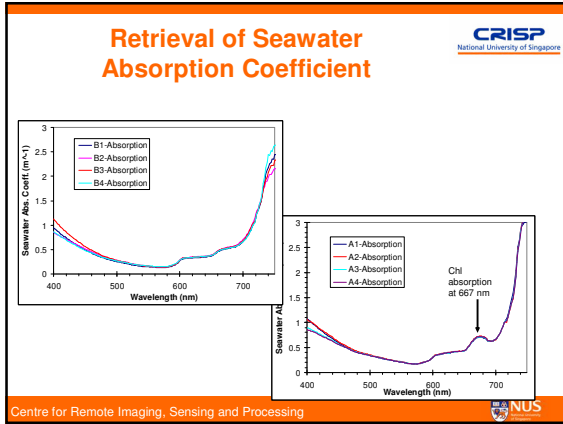 Retrieval of Seawater
Absorption Coefficient
CRISP
National University of Singapore
3
2.5
2
1.5
1
0.5
0
Seawater Abs. Coeff. (m^-1)
B1-Absorption
B2-Absorption
B3-Absorption
B4-Absorption
400 500 600 700
Wavelength (nm)
3
2.5
2
1.5
1
0.5
0
Seawater Ab
A1-Absorption
A2-Absorption
A3-Absorption
A4-Absorption
Chl
absorption
at 667 nm
400 500 600 700
Wavelength (nm)
Centre for Remote Imaging, Sensing and Processing
NUS